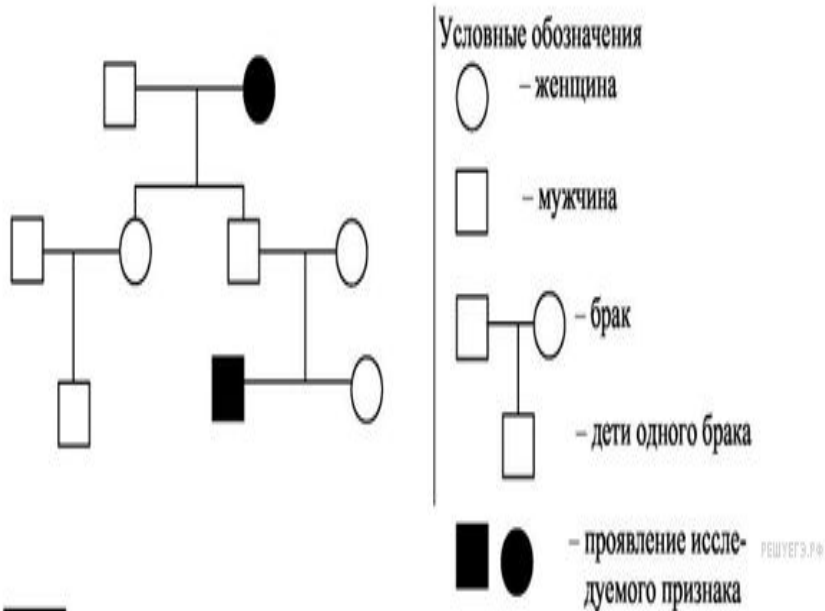 Условные обозначения
– женщина
– мужчина
– брак
– дети одного брака
– проявление иссле-
дуемого признака
РЕШУЕГЭ.РФ